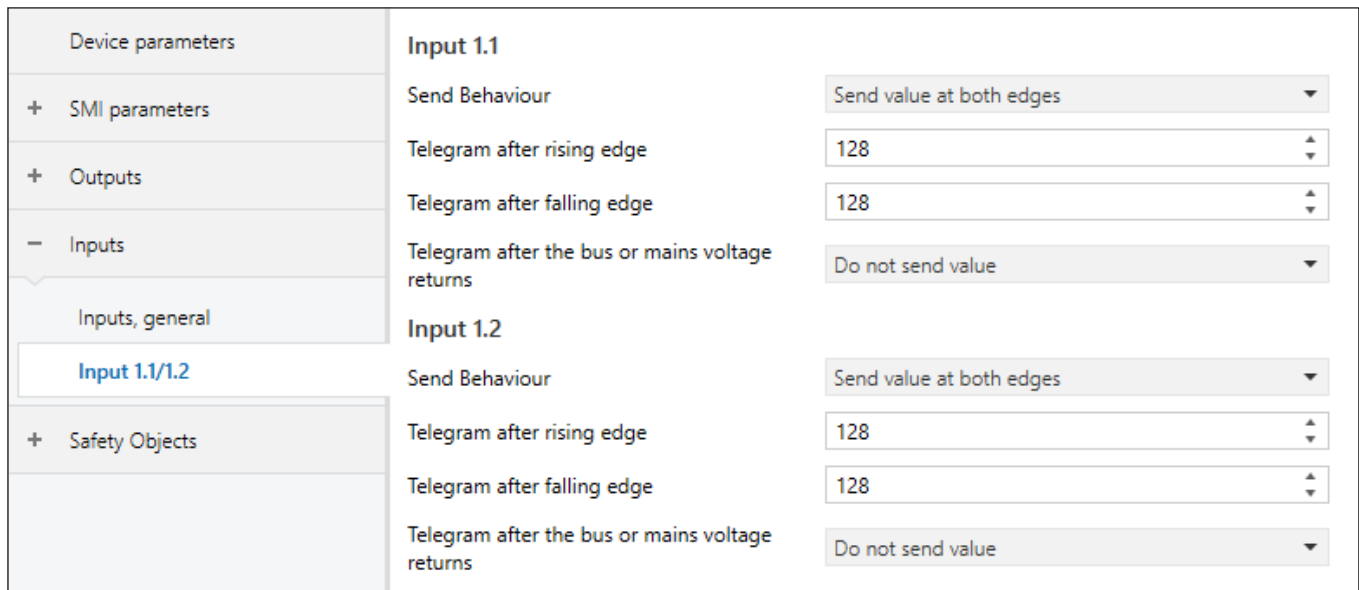 Device parameters
+ SMI parameters
+ Outputs
− Inputs
Inputs, general
Input 1.1/1.2
+ Safety Objects
Input 1.1
Send Behaviour Send value at both edges
Telegram after rising edge 128
Telegram after falling edge 128
Telegram after the bus or mains voltage
returns Do not send value
Input 1.2
Send Behaviour Send value at both edges
Telegram after rising edge 128
Telegram after falling edge 128
Telegram after the bus or mains voltage
returns Do not send value